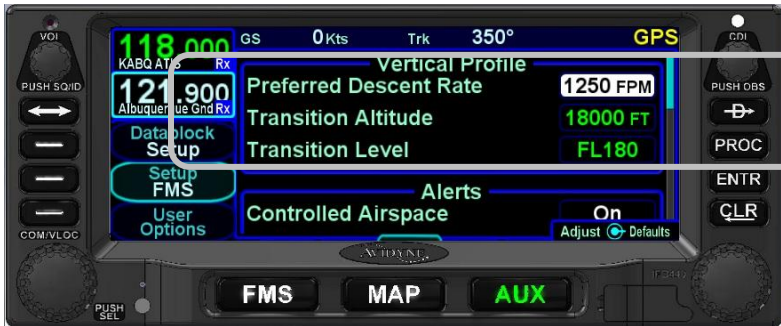 VOL
118.000
KABQ ATIS Rx
PUSH SQ/ID
121.900
Albuquerque Gnd Rx
Datablock
Setup
Setup
FMS
User
Options
COM/VLOC
PUSH
SEL
GS 0Kts Trk 350° GPS
Vertical Profile
Preferred Descent Rate 1250 FPM
Transition Altitude 18000 FT
Transition Level FL180
Alerts
Controlled Airspace On
Adjust Defaults
CDI
PUSH OBS
D
PROC
ENTR
CLR
AVIDYNE
IFD440
FMS MAP AUX